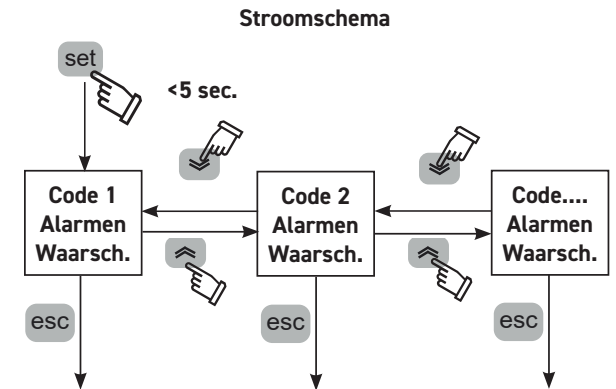 Stroomschema
set
<5 sec.
Code 1
Alarmen
Waarsch.
Code 2
Alarmen
Waarsch.
Code....
Alarmen
Waarsch.
esc
esc
esc